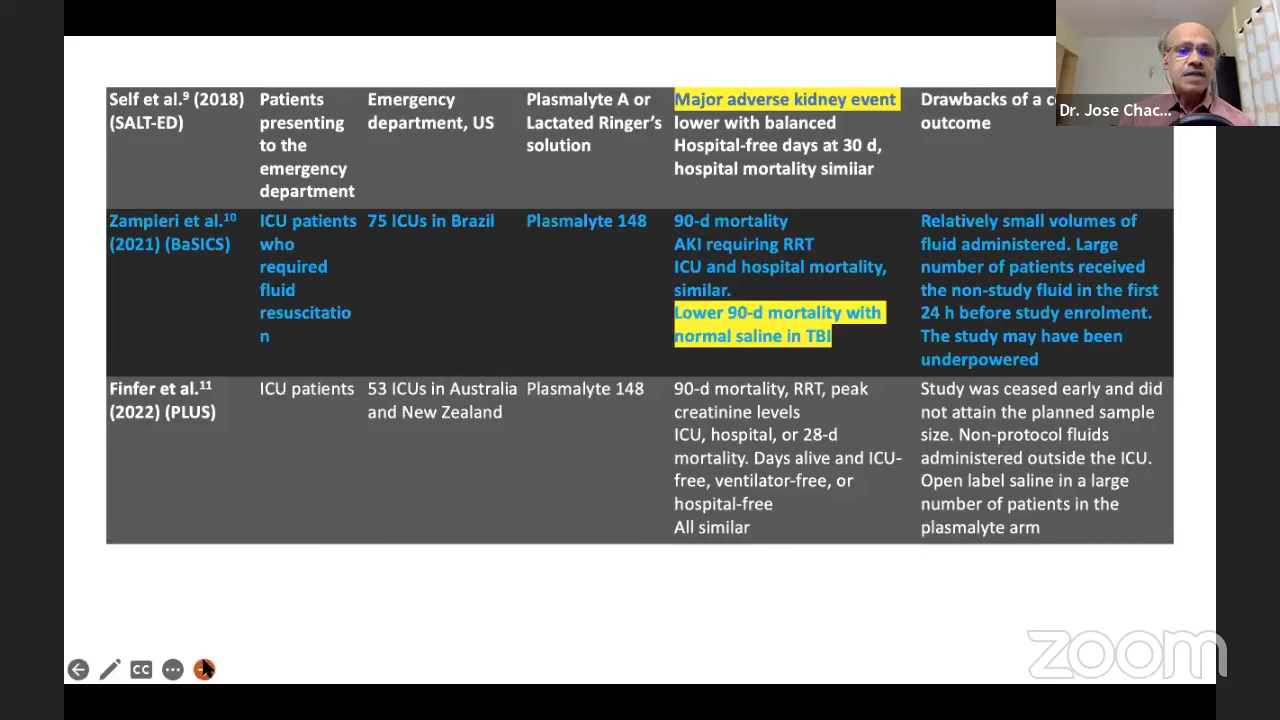 Self et al.9 (2018)
(SALT-ED)
Patients
presenting
to the
emergency
department
Emergency
department, US
Plasmalyte A or
Lactated Ringer’s
solution
Major adverse kidney event
lower with balanced
Hospital-free days at 30 d,
hospital mortality simiiar
Drawbacks of a
outcome
Zampieri et al.10
(2021) (BaSICS)
ICU patients
who
required
fluid
resuscitatio
n
75 ICUs in Brazil
Plasmalyte 148
90-d mortality
AKI requiring RRT
ICU and hospital mortality,
similar.
Lower 90-d mortality with
normal saline in TBI
Relatively small volumes of
fluid administered. Large
number of patients received
the non-study fluid in the first
24 h before study enrolment.
The study may have been
underpowered
Finfer et al.11
(2022) (PLUS)
ICU patients
53 ICUs in Australia
and New Zealand
Plasmalyte 148
90-d mortality, RRT, peak
creatinine levels
ICU, hospital, or 28-d
mortality. Days alive and ICU-
free, ventilator-free, or
hospital-free
All similar
Study was ceased early and did
not attain the planned sample
size. Non-protocol fluids
administered outside the ICU.
Open label saline in a large
number of patients in the
plasmalyte arm
Dr. Jose Chac...
CC
zoom